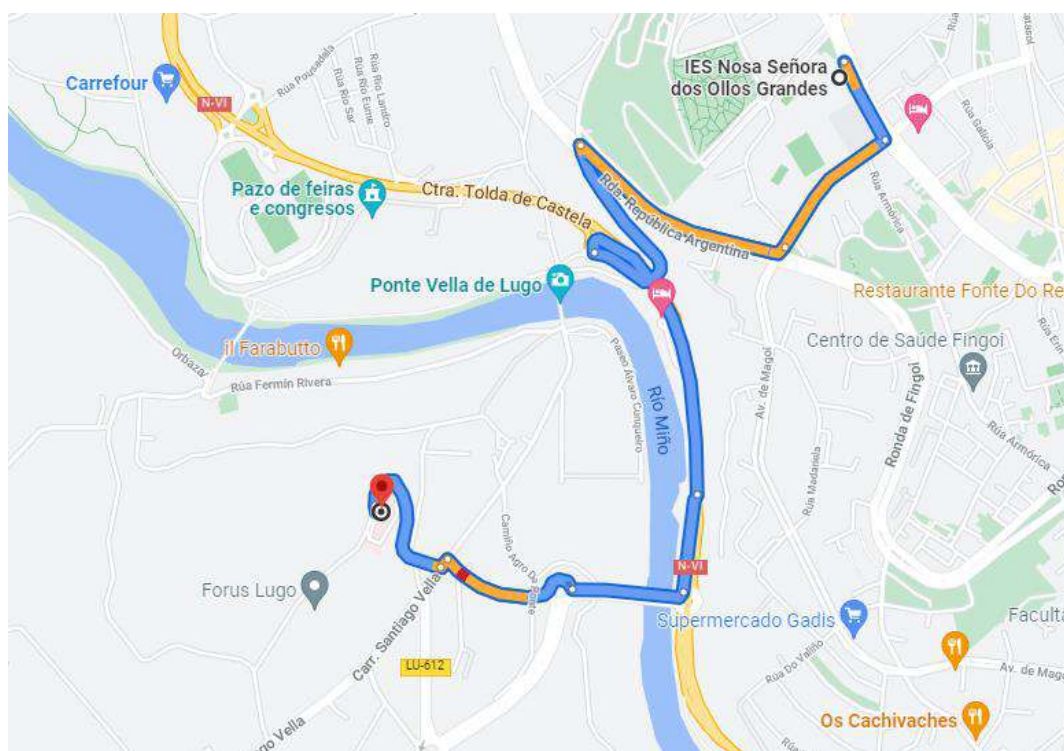 IES Nosa Señora
dos Ollos Grandes
Carrefour
N-VI
Rúa Pousadela
Rúa Río Sar
Rúa Río Eume
Rúa Río Landro
Rúa Galicia
Pazo de feiras
e congresos
Ctra. Tolda de Castela
Rda. República Argentina
Rúa Armórica
Ponte Vella de Lugo
Restaurante Fonte Do Re
il Farabutto
Orbazai
Rúa Fermín Rivera
Paseo Álvaro Cunqueiro
Río Miño
Av. de Magoi
Centro de Saúde Fingoi
Ronda de Fingoi
Rúa Madanela
Rúa Armórica
Camiño Agro Da Ponte
N-VI
Forus Lugo
Carr. Santiago Vella
Supermercado Gadis
Faculta
Rúa Do Valiño
Av. de Mago
LU-612
Os Cachivaches
go Vella